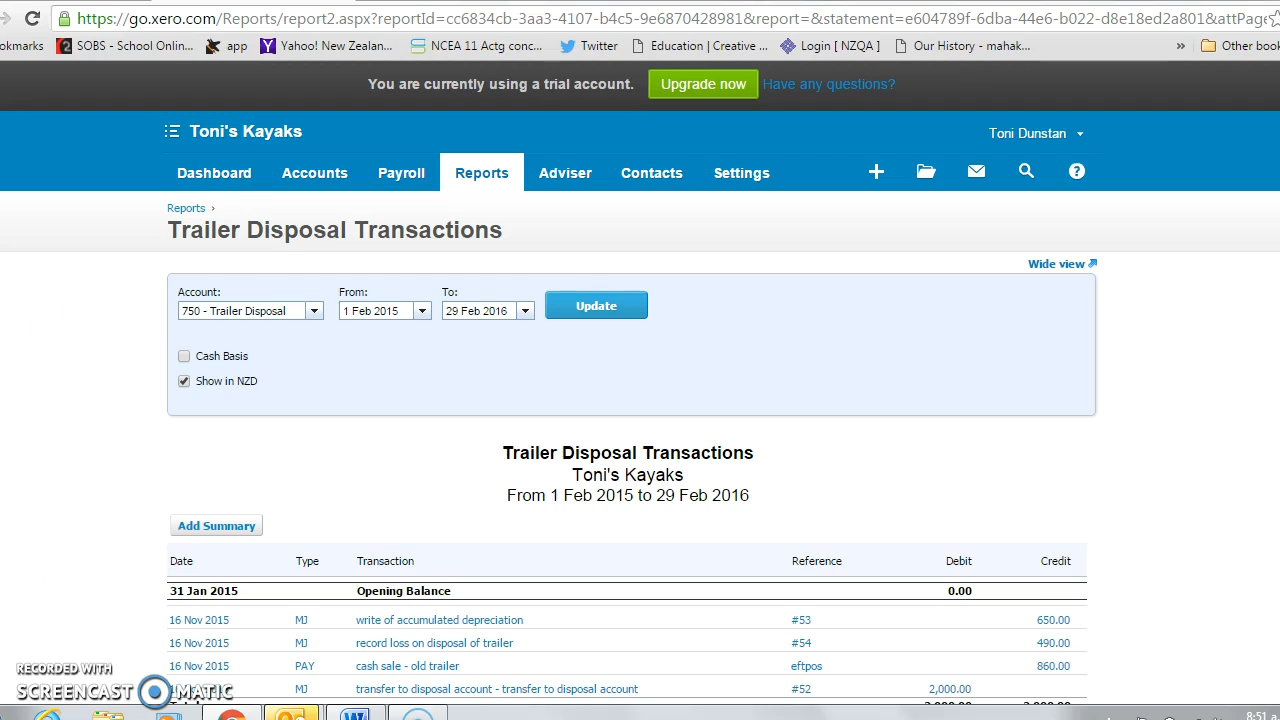 https://go.xero.com/Reports/report2.aspx?reportId=cc6834cb-3aa3-4107-b4c5-9e6870428981&report=&statement=e604789f-6dba-44e6-b022-d8e18ed2a801&attPage
okmarks SOBS - School Onlin... app Yahoo! New Zealan... NCEA 11 Actg conc... Twitter Education | Creative ... Login [ NZQA ] Our History - mahak... » Other book
You are currently using a trial account. Upgrade now Have any questions?
Toni's Kayaks Toni Dunstan
Dashboard Accounts Payroll Reports Adviser Contacts Settings
Reports ›
Trailer Disposal Transactions
Wide view
Account: From: To:
750 - Trailer Disposal 1 Feb 2015 29 Feb 2016 Update
Cash Basis
Show in NZD
Trailer Disposal Transactions
Toni's Kayaks
From 1 Feb 2015 to 29 Feb 2016
Add Summary
Date Type Transaction Reference Debit Credit
31 Jan 2015 Opening Balance 0.00
16 Nov 2015 MJ write of accumulated depreciation #53 650.00
16 Nov 2015 MJ record loss on disposal of trailer #54 490.00
16 Nov 2015 PAY cash sale - old trailer eftpos 860.00
MJ transfer to disposal account - transfer to disposal account #52 2,000.00
RECORDED WITH
SCREENCAST MATIC
8:51